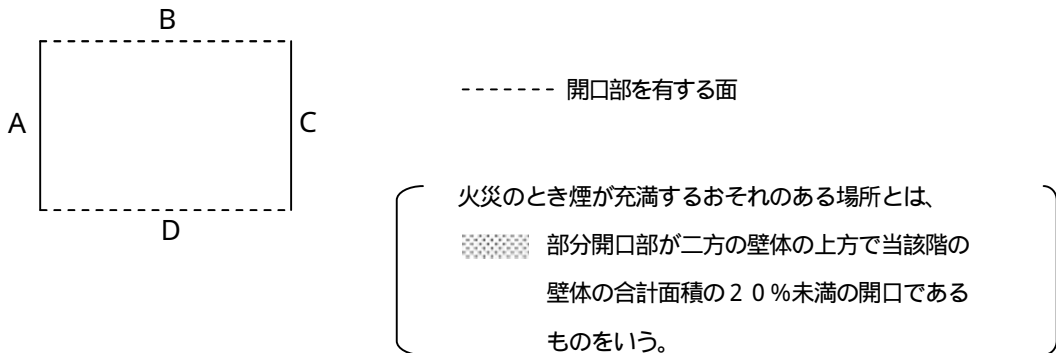 B
A
C
D
------- 開口部を有する面
火災のとき煙が充満するおそれのある場所とは、
部分開口部が二方の壁体の上方で当該階の
壁体の合計面積の20%未満の開口である
ものをいう。